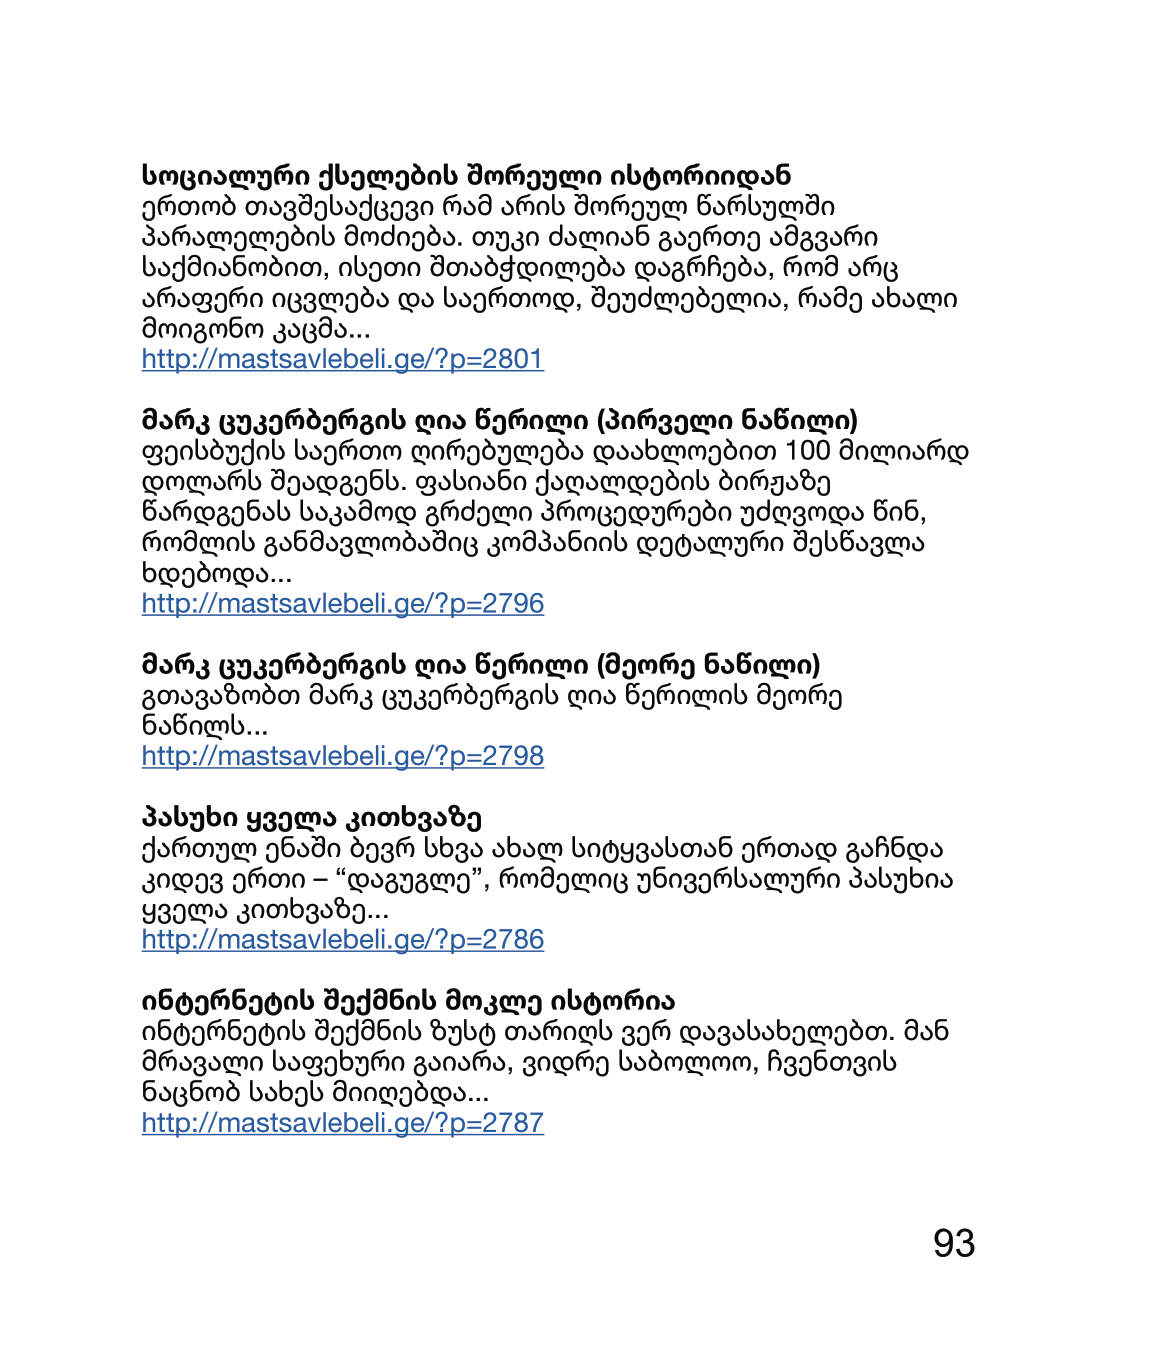 სოციალური ქსელების შორეული ისტორიიდან
ერთობ თავშესაქცევი რამ არის შორეულ წარსულში
პარალელების მოძიება. თუკი ძალიან გაერთე ამგვარი
საქმიანობით, ისეთი შთაბჭდილება დაგრჩება, რომ არც
არაფერი იცვლება და საერთოდ, შეუძლებელია, რამე ახალი
მოიგონო კაცმა...
http://mastsavlebeli.ge/?p=2801
მარკ ცუკერბერგის ღია წერილი (პირველი ნაწილი)
ფეისბუქის საერთო ღირებულება დაახლოებით 100 მილიარდ
დოლარს შეადგენს. ფასიანი ქაღალდების ბირჟაზე
წარდგენას საკამოდ გრძელი პროცედურები უძღვოდა წინ,
რომლის განმავლობაშიც კომპანიის დეტალური შესწავლა
ხდებოდა...
http://mastsavlebeli.ge/?p=2796
მარკ ცუკერბერგის ღია წერილი (მეორე ნაწილი)
გთავაზობთ მარკ ცუკერბერგის ღია წერილის მეორე
ნაწილს...
http://mastsavlebeli.ge/?p=2798
პასუხი ყველა კითხვაზე
ქართულ ენაში ბევრ სხვა ახალ სიტყვასთან ერთად გაჩნდა
კიდევ ერთი – “დაგუგლე”, რომელიც უნივერსალური პასუხია
ყველა კითხვაზე...
http://mastsavlebeli.ge/?p=2786
ინტერნეტის შექმნის მოკლე ისტორია
ინტერნეტის შექმნის ზუსტ თარიღს ვერ დავასახელებთ. მან
მრავალი საფეხური გაიარა, ვიდრე საბოლოო, ჩვენთვის
ნაცნობ სახეს მიიღებდა...
http://mastsavlebeli.ge/?p=2787
93